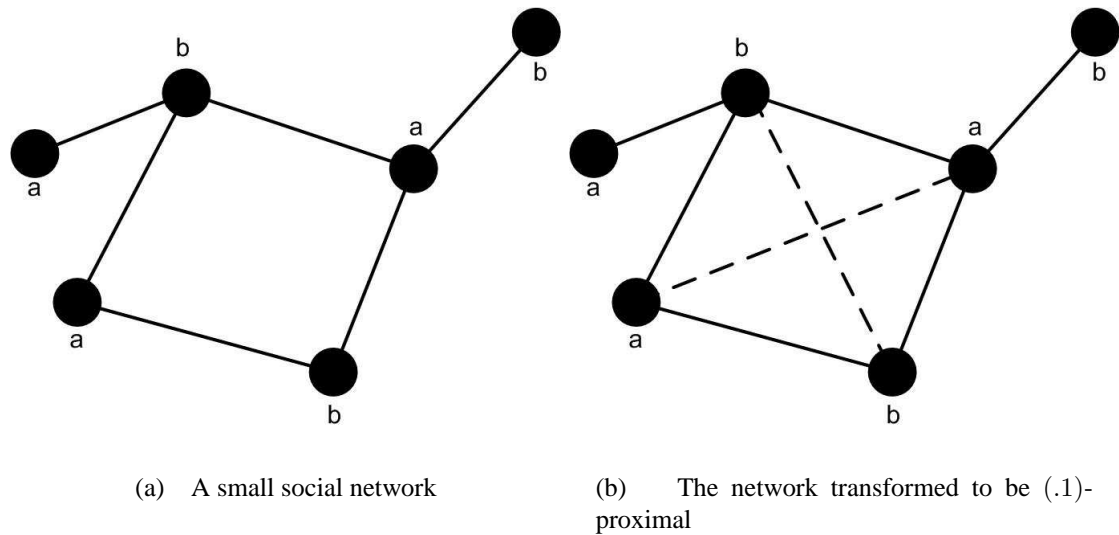 b
b
a
a
a
b
b
b
a
a
a
b
(a) A small social network
(b) The network transformed to be (.1)-
proximal